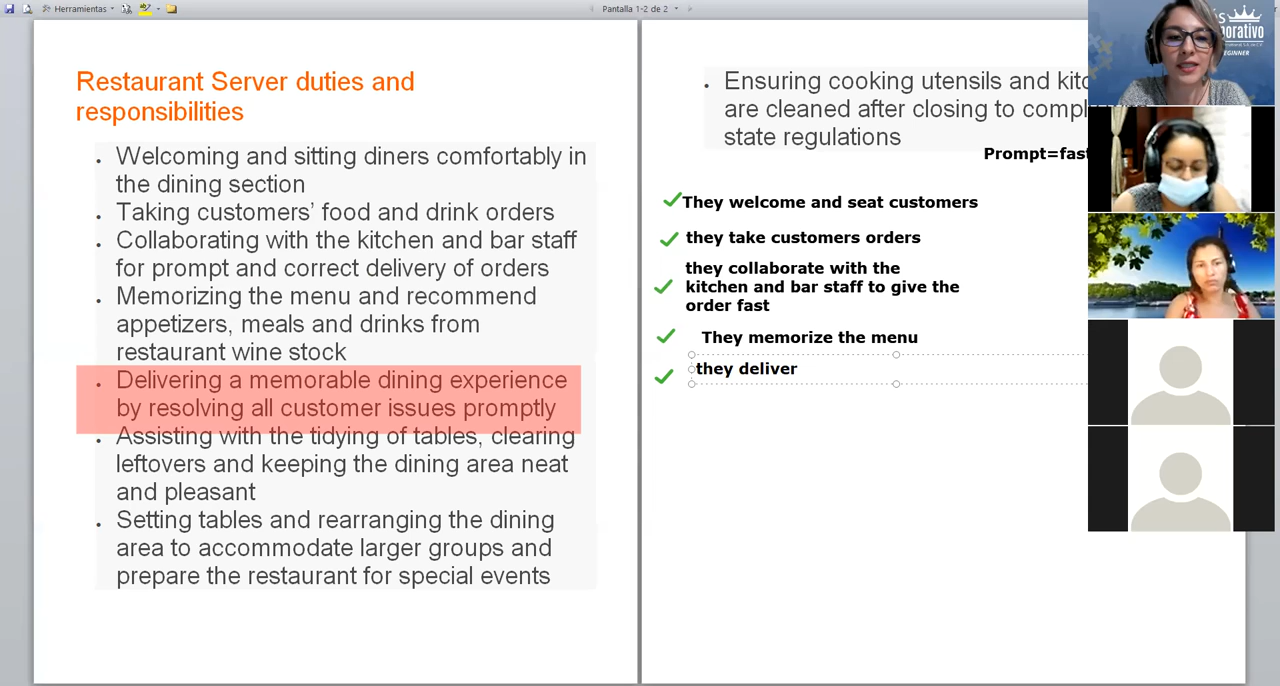 Herramientas
Pantalla 1-2 de 2
Restaurant Server duties and
responsibilities
Welcoming and sitting diners comfortably in
the dining section
Taking customers’ food and drink orders
Collaborating with the kitchen and bar staff
for prompt and correct delivery of orders
Memorizing the menu and recommend
appetizers, meals and drinks from
restaurant wine stock
Delivering a memorable dining experience
by resolving all customer issues promptly
Assisting with the tidying of tables, clearing
leftovers and keeping the dining area neat
and pleasant
Setting tables and rearranging the dining
area to accommodate larger groups and
prepare the restaurant for special events
Ensuring cooking utensils and
are cleaned after closing to
state regulations
Prompt=fast
They welcome and seat customers
they take customers orders
they collaborate with the
kitchen and bar staff to give the
order fast
They memorize the menu
they deliver